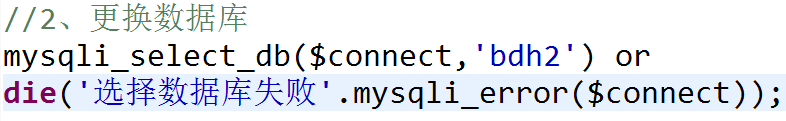 //2、更换数据库
mysqli_select_db($connect,'bdh2') or
die('选择数据库失败'.mysqli_error($connect));